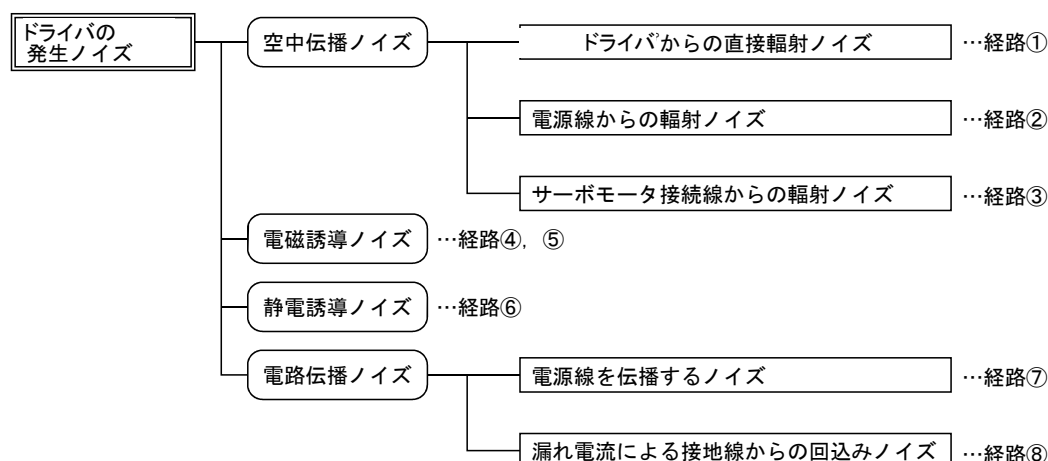 ドライバの
発生ノイズ
空中伝播ノイズ
ドライバからの直接輻射ノイズ …経路①
電源線からの輻射ノイズ …経路②
サーボモータ接続線からの輻射ノイズ …経路③
電磁誘導ノイズ …経路④, ⑤
静電誘導ノイズ …経路⑥
電路伝播ノイズ
電源線を伝播するノイズ …経路⑦
漏れ電流による接地線からの回込みノイズ …経路⑧